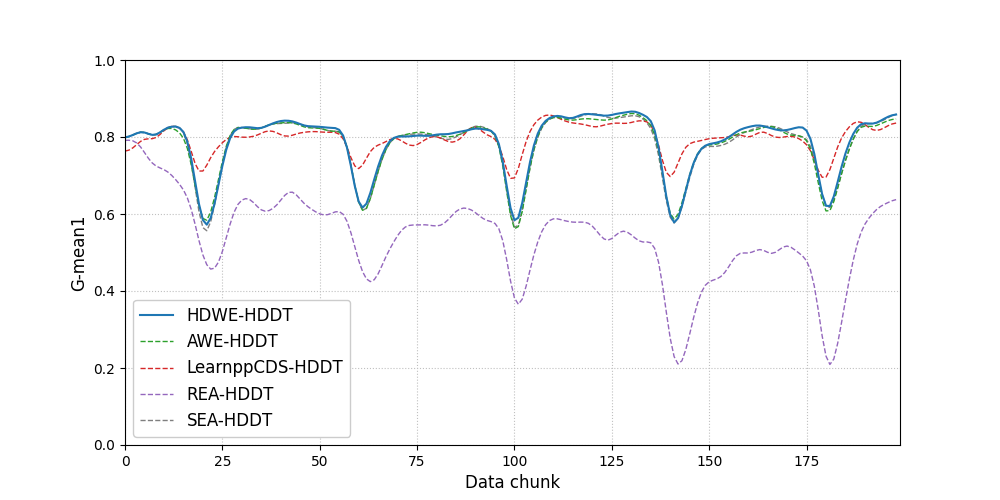 1.0
0.8
0.6
0.4
0.2
0.0
G-mean1
HDWE-HDDT
AWE-HDDT
LearnppCDS-HDDT
REA-HDDT
SEA-HDDT
0 25 50 75 100 125 150 175
Data chunk